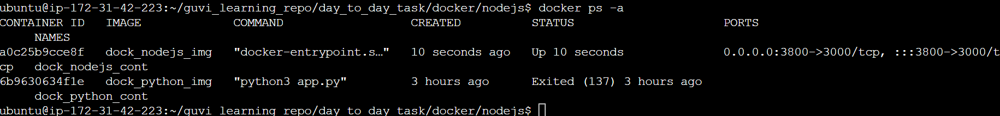 ubuntu@ip-172-31-42-223:~/guvi_learning_repo/day_to_day_task/docker/nodejs$ docker ps -a
CONTAINER ID   IMAGE             COMMAND                  CREATED          STATUS                       PORTS
     NAMES
a0c25b9cce8f   dock_nodejs_img   "docker-entrypoint.s…"   10 seconds ago   Up 10 seconds                0.0.0.0:3800->3000/tcp, :::3800->3000/t
cp   dock_nodejs_cont
6b9630634f1e   dock_python_img   "python3 app.py"         3 hours ago      Exited (137) 3 hours ago
     dock_python_cont
ubuntu@ip-172-31-42-223:~/guvi_learning_repo/day_to_day_task/docker/nodejs$